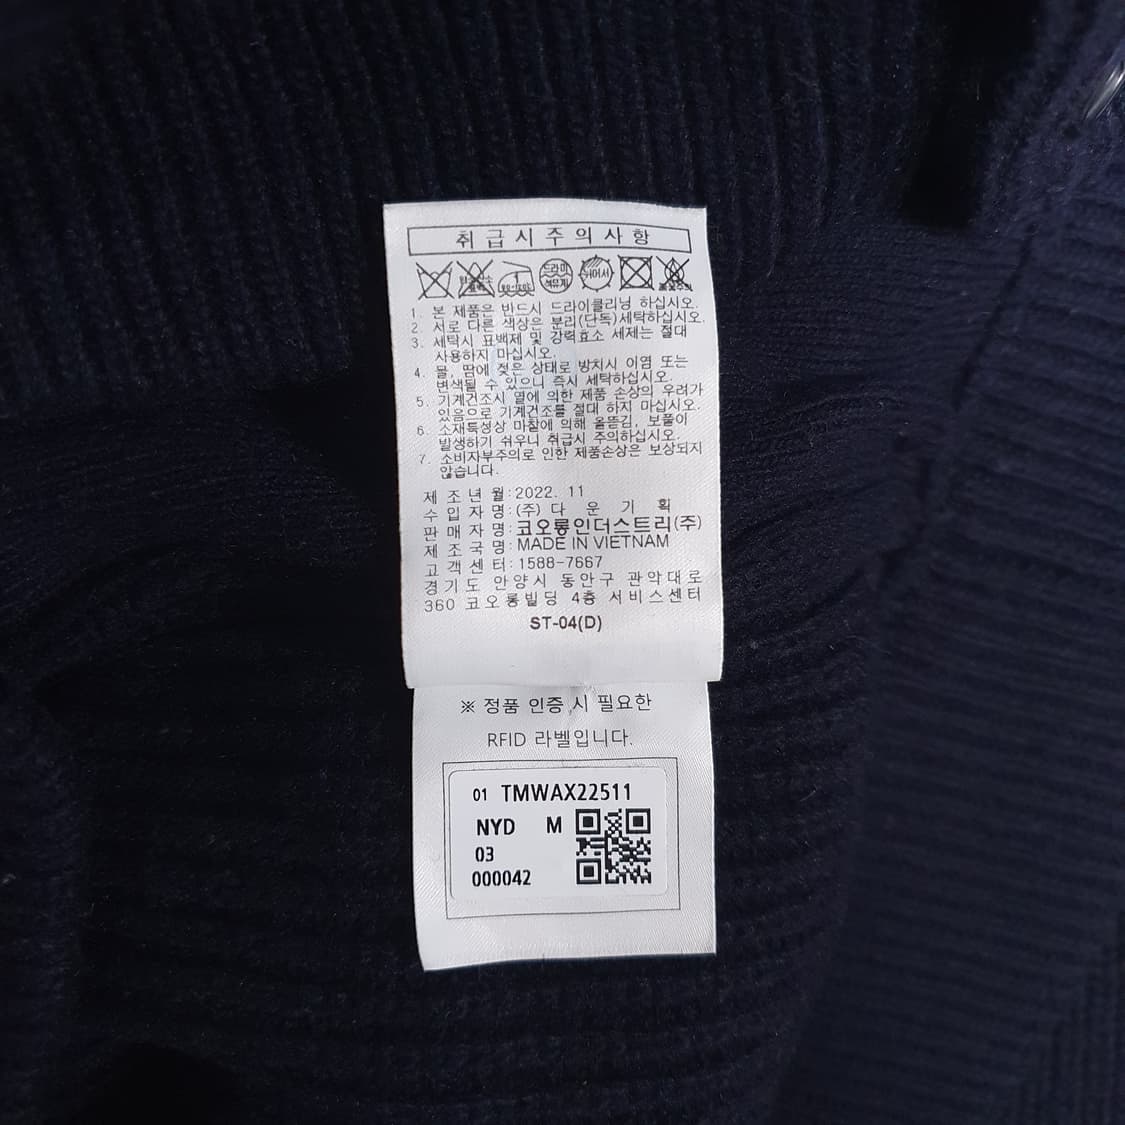 취급시주의사항
드라이
석유계
뉘어서
1. 본 제품은 반드시 드라이클리닝 하십시오.
2. 서로 다른 색상은 분리(단독)세탁하십시오.
3. 세탁시 표백제 및 강력효소 세제는 절대
사용하지 마십시오.
4. 물, 땀에 젖은 상태로 방치시 이염 또는
변색될 수 있으니 즉시 세탁하십시오.
5. 기계건조시 열에 의한 제품 손상의 우려가
있음으로 기계건조를 절대 하지 마십시오.
6. 소재특성상 마찰에 의해 올뜯김, 보풀이
발생하기 쉬우니 취급시 주의하십시오.
7. 소비자부주의로 인한 제품손상은 보상되지
않습니다.
제조년월:2022. 11
수입자명:(주) 다 운 기 획
판매자명:코오롱인더스트리(주)
제조국명:MADE IN VIETNAM
고객센터:1588-7667
경기도 안양시 동안구 관악대로
360 코오롱빌딩 4층 서비스센터
ST-04(D)
※ 정품 인증 시 필요한
RFID 라벨입니다.
01 TMWAX22511
NYD M
03
000042